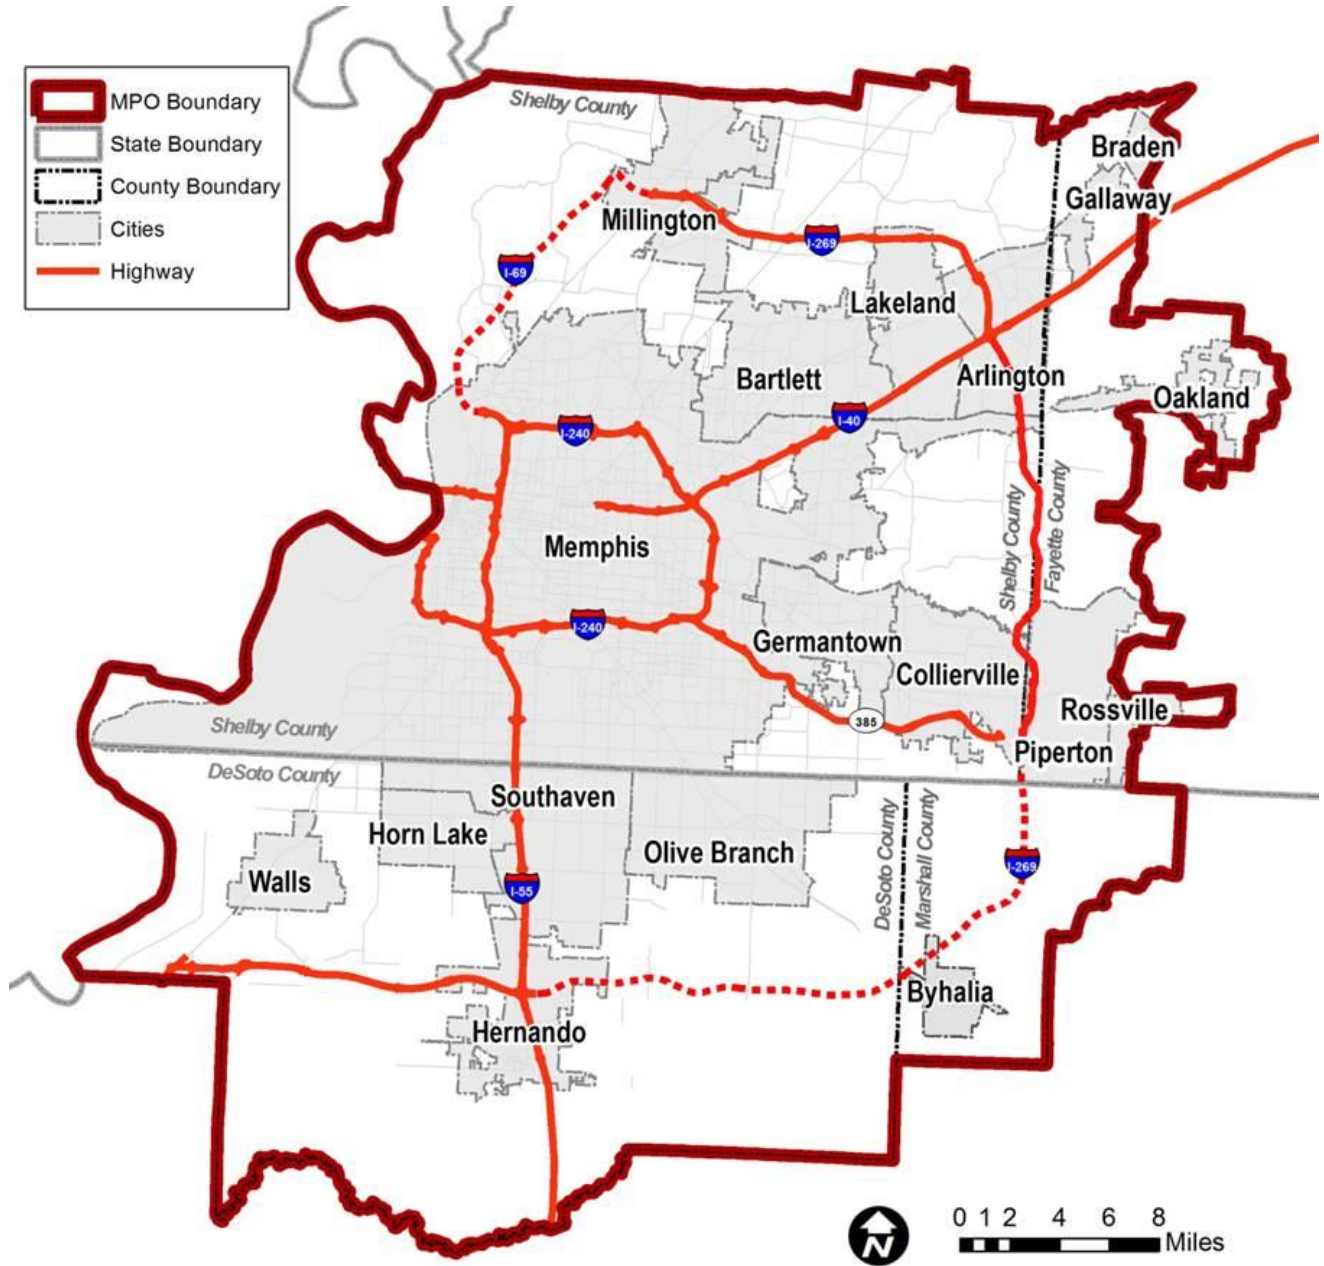 MPO Boundary
State Boundary
County Boundary
Cities
Highway
Shelby County
Braden
Gallaway
Millington
I-269
I-69
Lakeland
Bartlett
Arlington
Oakland
I-40
I-240
Shelby County
Fayette County
Memphis
I-240
Germantown
Collierville
Rossville
385
Shelby County
Piperton
DeSoto County
Southaven
Horn Lake
Olive Branch
DeSoto County
Marshall County
I-269
Walls
I-55
Byhalia
Hernando
N
0 1 2 4 6 8
Miles